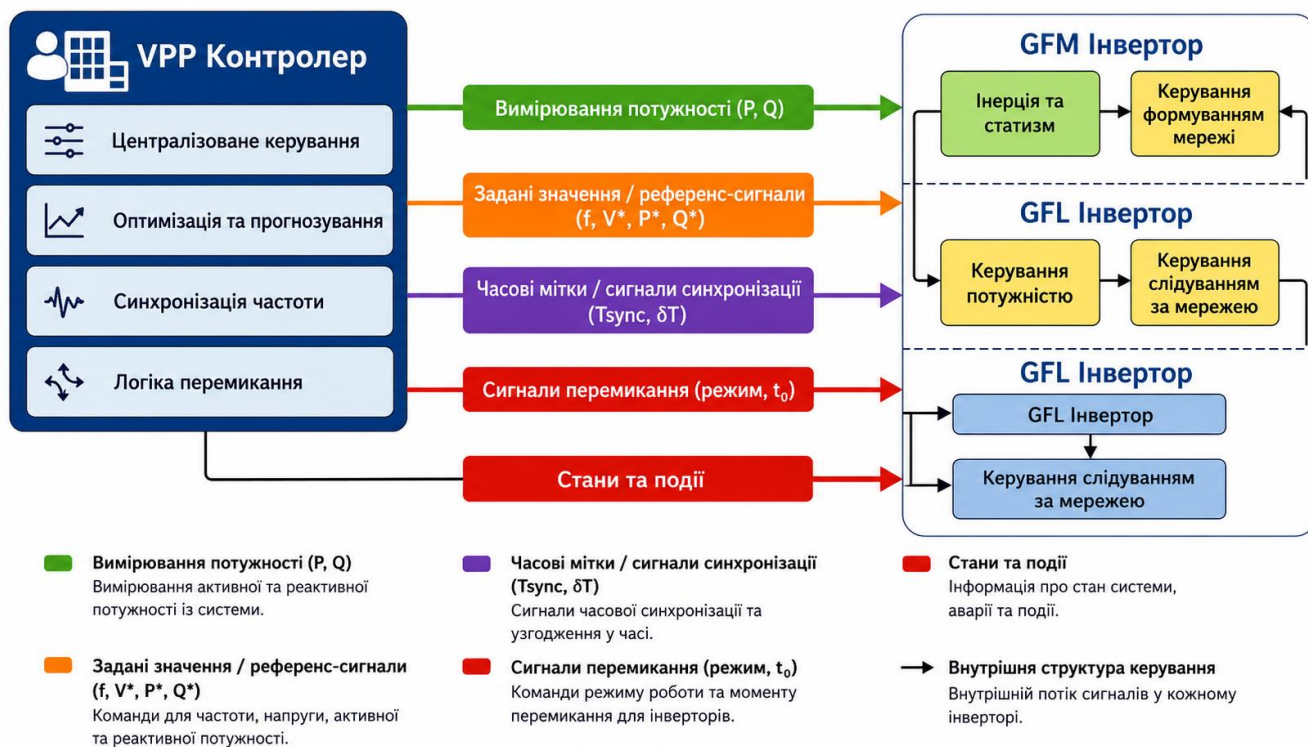 VPP Контролер
Централізоване керування
Оптимізація та прогнозування
Синхронізація частоти
Логіка перемикання
Вимірювання потужності (P, Q)
Задані значення / референс-сигнали
(f, V*, P*, Q*)
Часові мітки / сигнали синхронізації
(Tsync, δT)
Сигнали перемикання (режим, t₀)
Стани та події
GFM Інвертор
Інерція та
статизм
Керування
формуванням
мережі
GFL Інвертор
Керування
потужністю
Керування
слідуванням
за мережею
GFL Інвертор
GFL Інвертор
Керування слідуванням
за мережею
Вимірювання потужності (P, Q)
Вимірювання активної та реактивної
потужності із системи.
Задані значення / референс-сигнали
(f, V*, P*, Q*)
Команди для частоти, напруги, активної
та реактивної потужності.
Часові мітки / сигнали синхронізації
(Tsync, δT)
Сигнали часової синхронізації та
узгодження у часі.
Сигнали перемикання (режим, t₀)
Команди режиму роботи та моменту
перемикання для інверторів.
Стани та події
Інформація про стан системи,
аварії та події.
Внутрішня структура керування
Внутрішній потік сигналів у кожному
інверторі.